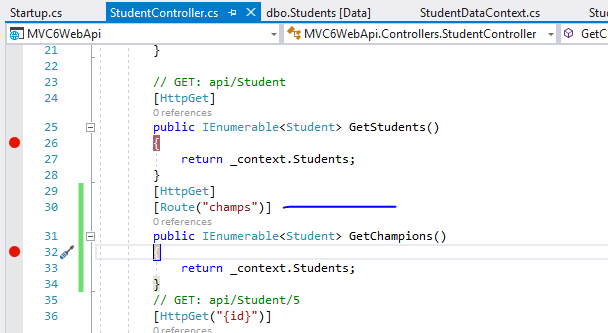 Startup.cs StudentController.cs dbo.Students [Data] StudentDataContext.cs Stu
MVC6WebApi MVC6WebApi.Controllers.StudentController GetC
21 }
22
23 // GET: api/Student
24 [HttpGet]
0 references
25 public IEnumerable<Student> GetStudents()
26 {
27 return _context.Students;
28 }
29 [HttpGet]
30 [Route("champs")]
0 references
31 public IEnumerable<Student> GetChampions()
32 {
33 return _context.Students;
34 }
35 // GET: api/Student/5
36 [HttpGet("{id}")]